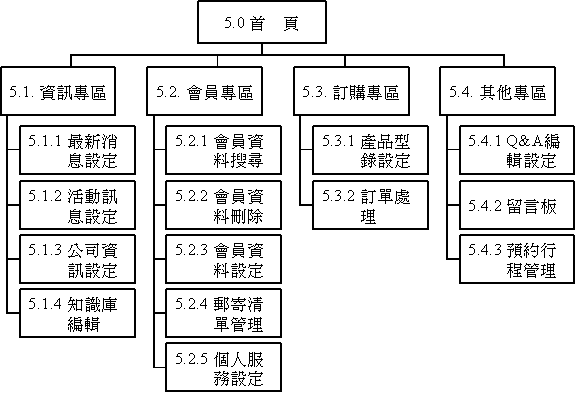 5.0 首　頁
5.1. 資訊專區
5.1.1 最新消
息設定
5.1.2 活動訊
息設定
5.1.3 公司資
訊設定
5.1.4 知識庫
編輯
5.2. 會員專區
5.2.1 會員資
料搜尋
5.2.2 會員資
料刪除
5.2.3 會員資
料設定
5.2.4 郵寄清
單管理
5.2.5 個人服
務設定
5.3. 訂購專區
5.3.1 產品型
錄設定
5.3.2 訂單處
理
5.4. 其他專區
5.4.1 Q&A編
輯設定
5.4.2 留言板
5.4.3 預約行
程管理